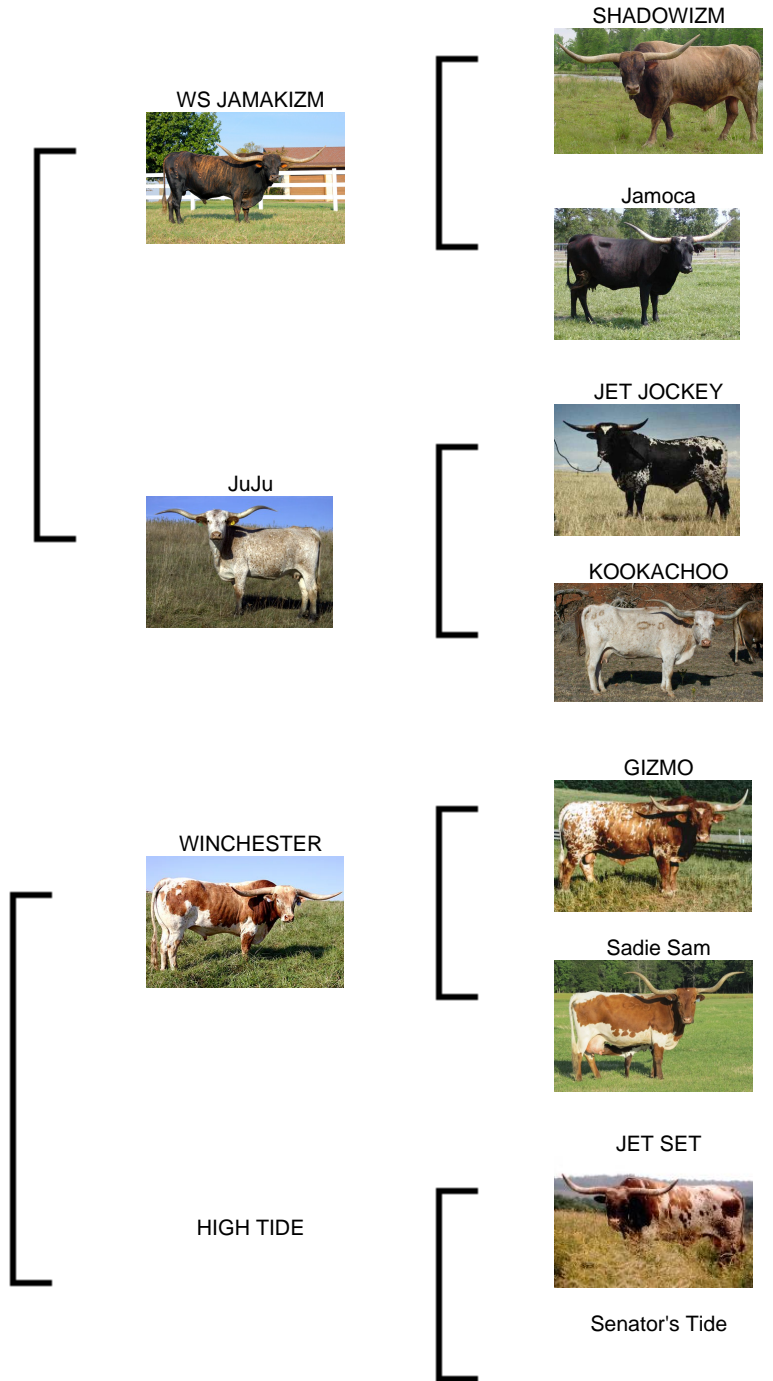 SHADOWIZM
WS JAMAKIZM
Jamoca
JET JOCKEY
JuJu
KOOKACHOO
GIZMO
WINCHESTER
Sadie Sam
JET SET
HIGH TIDE
Senator's Tide